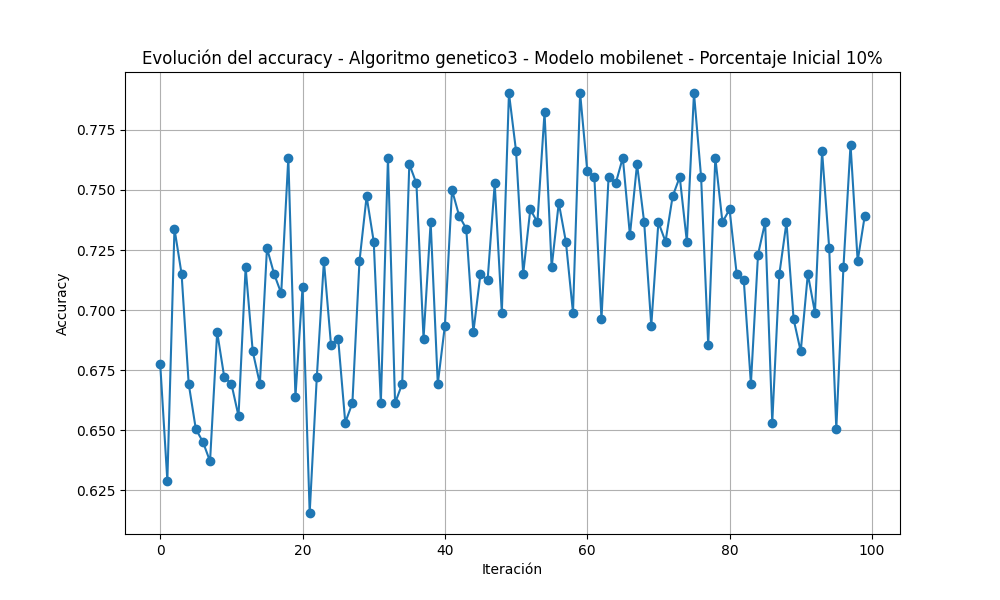 Evolución del accuracy - Algoritmo genetico3 - Modelo mobilenet - Porcentaje Inicial 10%
Accuracy
0.775
0.750
0.725
0.700
0.675
0.650
0.625
0 20 40 60 80 100
Iteración